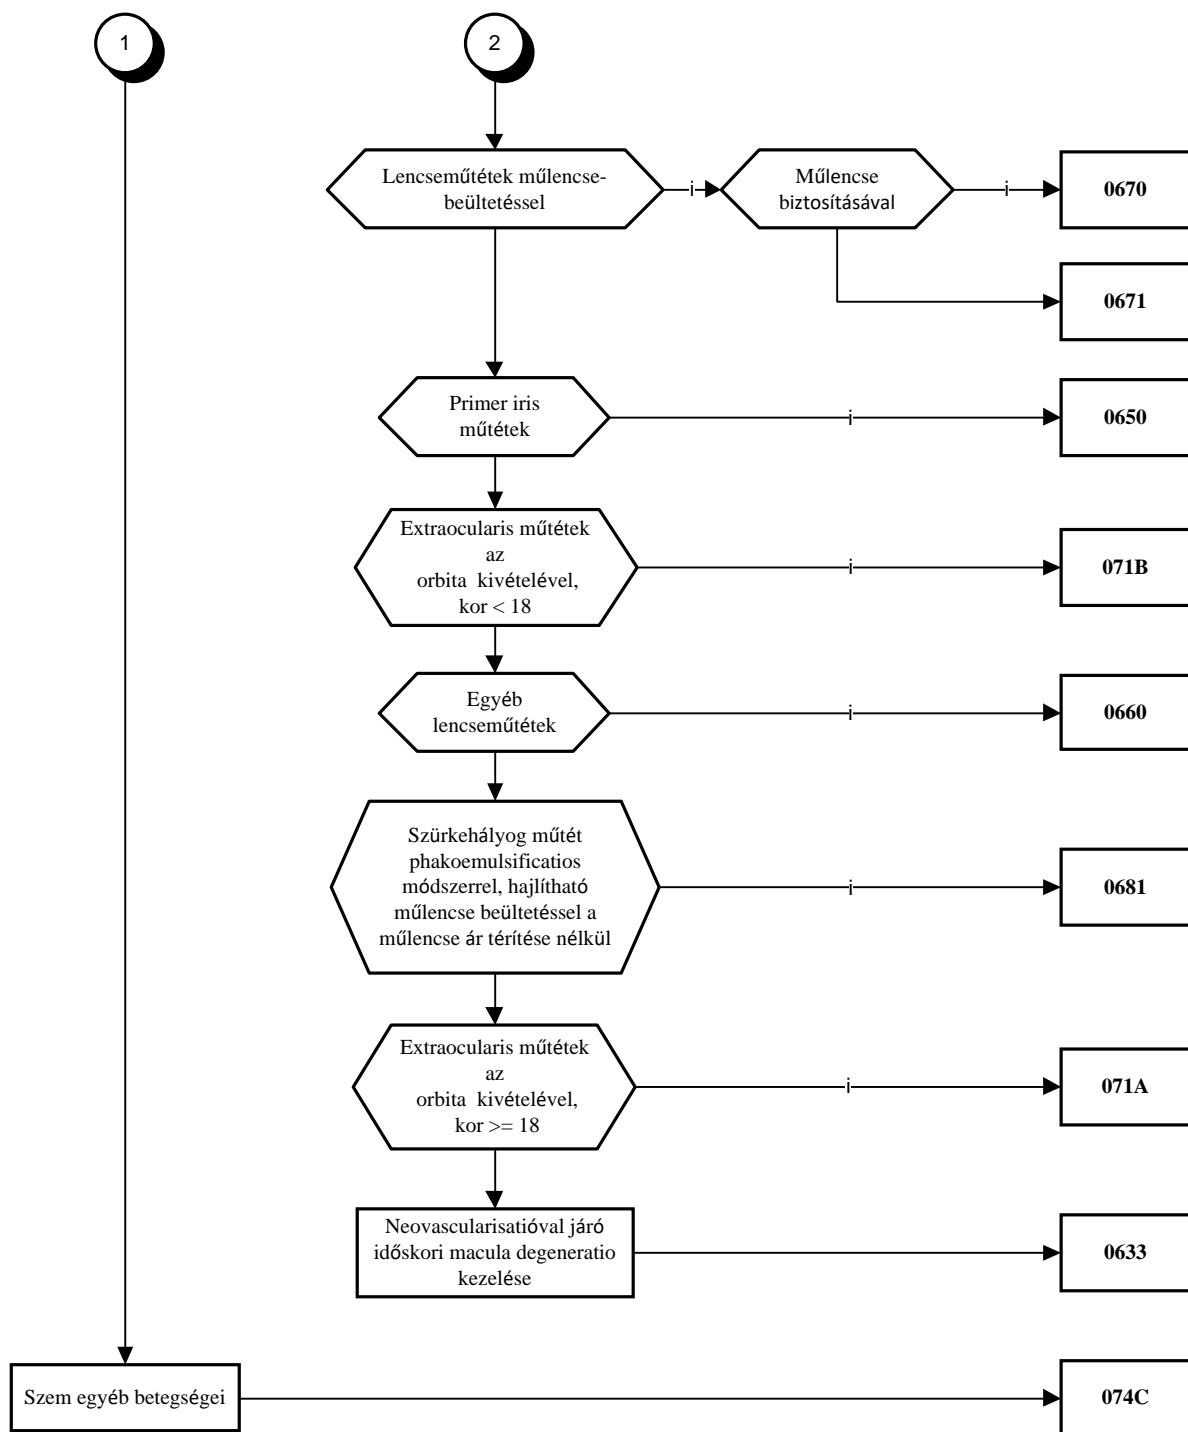 1
2
Lencseműtétek műlencse-
beültetéssel
i
Műlencse
biztosításával
i
0670
0671
Primer iris
műtétek
i
0650
Extraocularis műtétek
az
orbita kivételével,
kor < 18
i
071B
Egyéb
lencseműtétek
i
0660
Szürkehályog műtét
phakoemulsificatios
módszerrel, hajlítható
műlencse beültetéssel a
műlencse ár térítése nélkül
i
0681
Extraocularis műtétek
az
orbita kivételével,
kor >= 18
i
071A
Neovascularisatióval járó
időskori macula degeneratio
kezelése
0633
Szem egyéb betegségei
074C